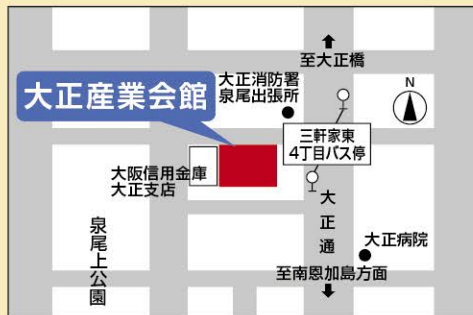 至大正橋
大正消防署
泉尾出張所
N
大正産業会館
三軒家東
4丁目バス停
大阪信用金庫
大正支店
大正通
泉尾上公園
大正病院
至南恩加島方面